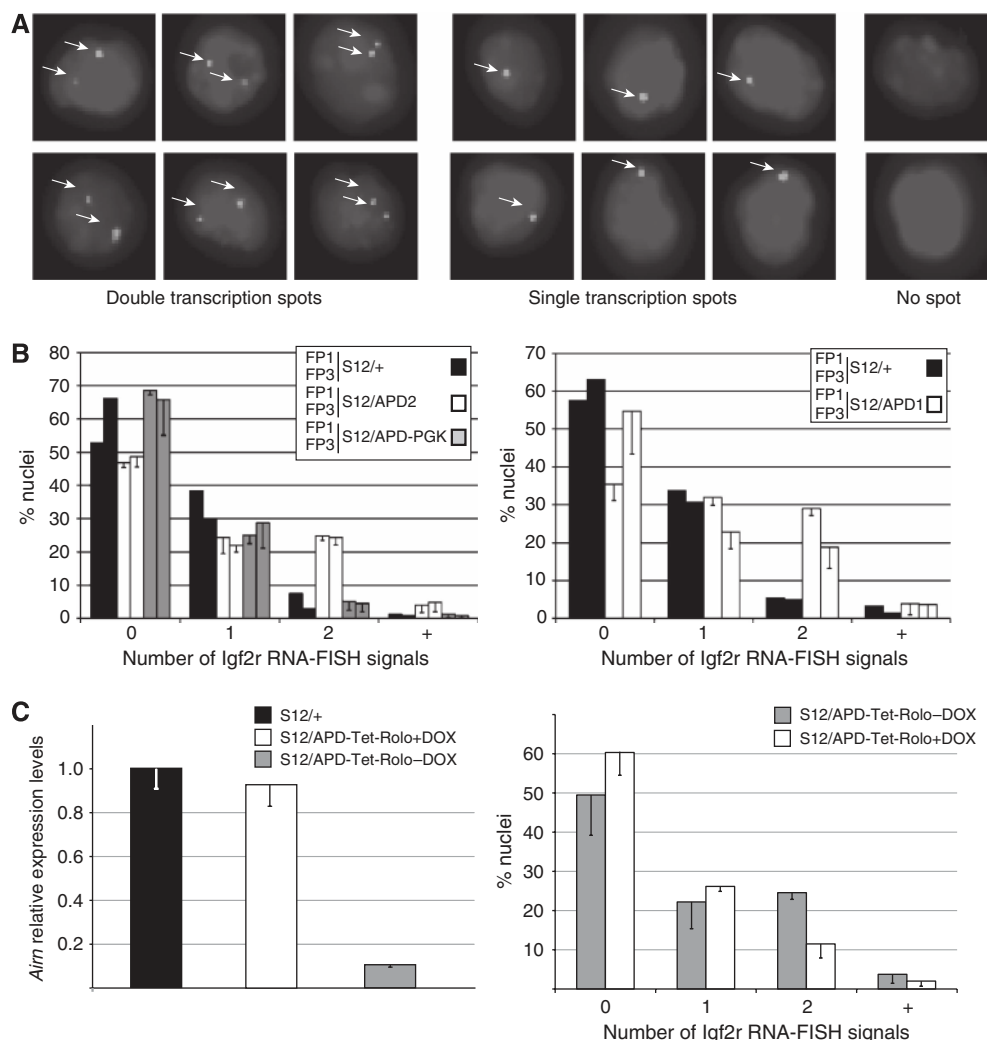 A
Double transcription spots
Single transcription spots
No spot
B
80
70
60
50
40
30
20
10
0
% nuclei
0 1 2 +
Number of Igf2r RNA-FISH signals
FP1
FP3 S12/+
FP1
FP3 S12/APD2
FP1
FP3 S12/APD-PGK
70
60
50
40
30
20
10
0
% nuclei
0 1 2 +
Number of Igf2r RNA-FISH signals
FP1
FP3 S12/+
FP1
FP3 S12/APD1
C
S12/+
S12/APD-Tet-Rolo+DOX
S12/APD-Tet-Rolo–DOX
1.0
0.8
0.6
0.4
0.2
Airn relative expression levels
S12/APD-Tet-Rolo–DOX
S12/APD-Tet-Rolo+DOX
60
50
40
30
20
10
% nuclei
0 1 2 +
Number of Igf2r RNA-FISH signals